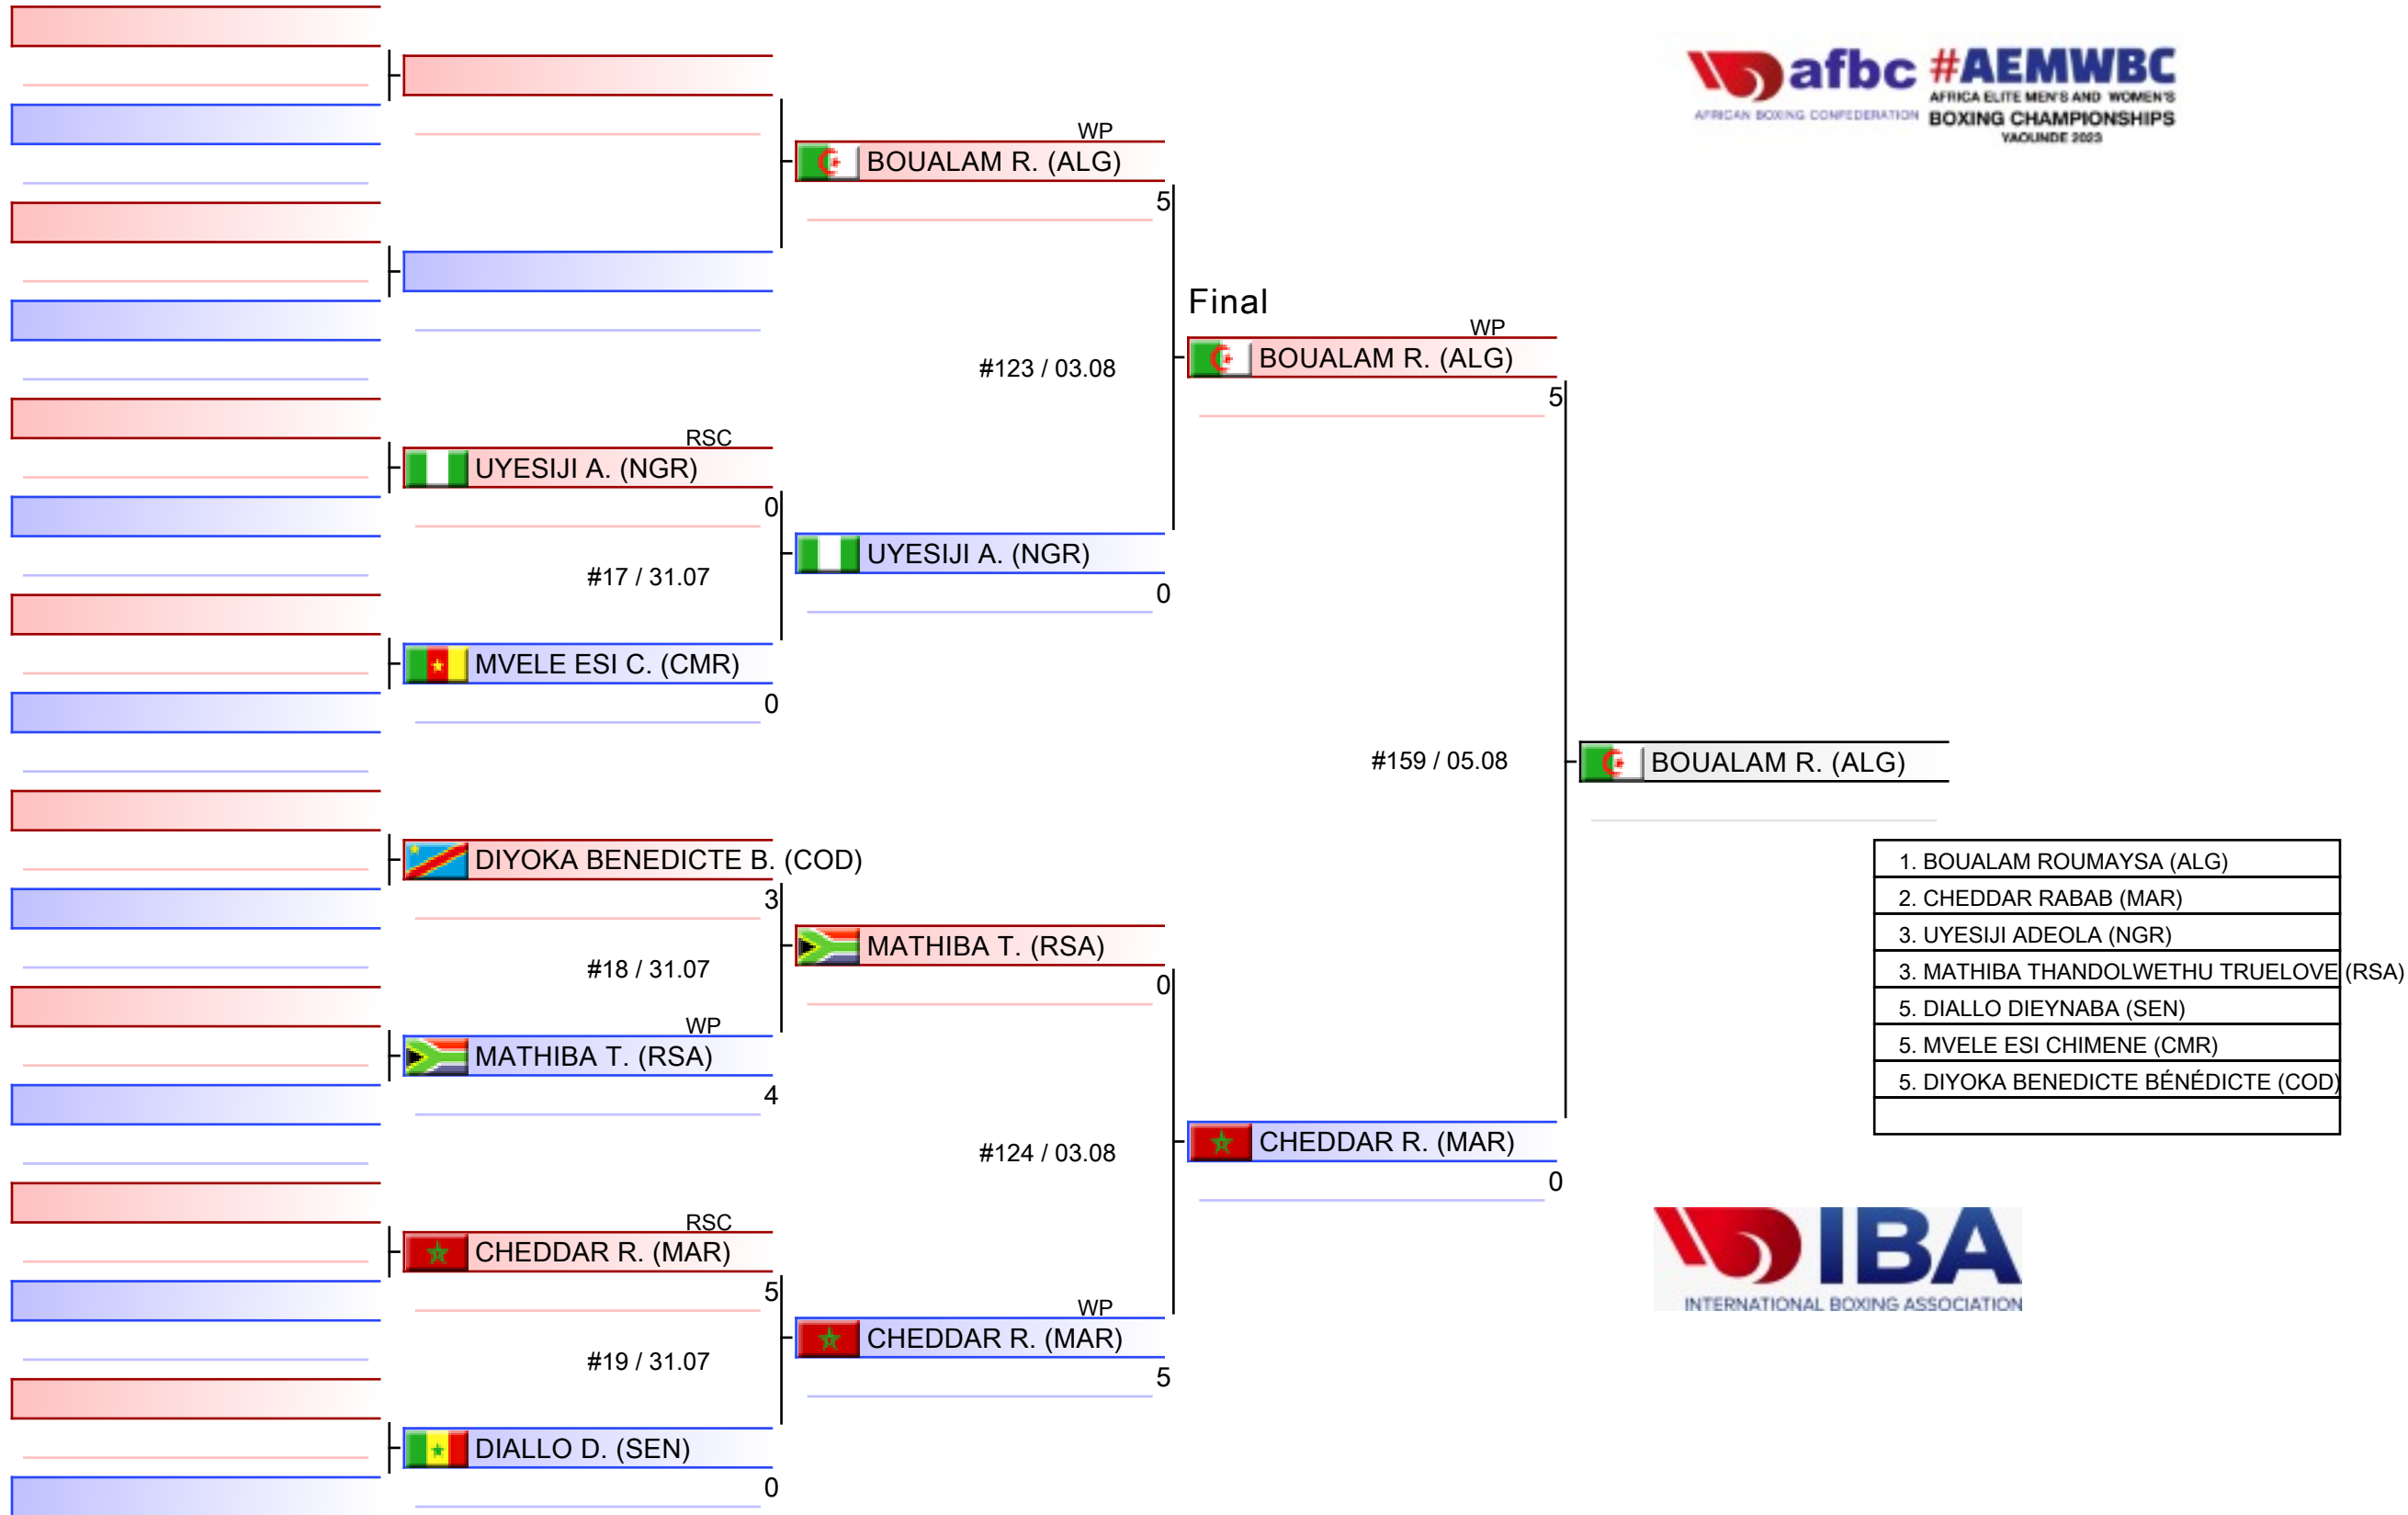 afbc #AEMWBC
AFRICAN BOXING CONFEDERATION
AFRICA ELITE MEN'S AND WOMEN'S
BOXING CHAMPIONSHIPS
YAOUNDE 2023
WP
BOUALAM R. (ALG)
5
#123 / 03.08
Final
WP
BOUALAM R. (ALG)
5
RSC
UYESIJI A. (NGR)
0
#17 / 31.07
UYESIJI A. (NGR)
0
MVELE ESI C. (CMR)
0
#159 / 05.08
BOUALAM R. (ALG)
DIYOKA BENEDICTE B. (COD)
3
#18 / 31.07
MATHIBA T. (RSA)
0
WP
MATHIBA T. (RSA)
4
#124 / 03.08
CHEDDAR R. (MAR)
0
RSC
CHEDDAR R. (MAR)
5
#19 / 31.07
WP
CHEDDAR R. (MAR)
5
DIALLO D. (SEN)
0
1. BOUALAM ROUMAYSA (ALG)
2. CHEDDAR RABAB (MAR)
3. UYESIJI ADEOLA (NGR)
3. MATHIBA THANDOLWETHU TRUELOVE (RSA)
5. DIALLO DIEYNABA (SEN)
5. MVELE ESI CHIMENE (CMR)
5. DIYOKA BENEDICTE BÉNÉDICTE (COD)
IBA
INTERNATIONAL BOXING ASSOCIATION